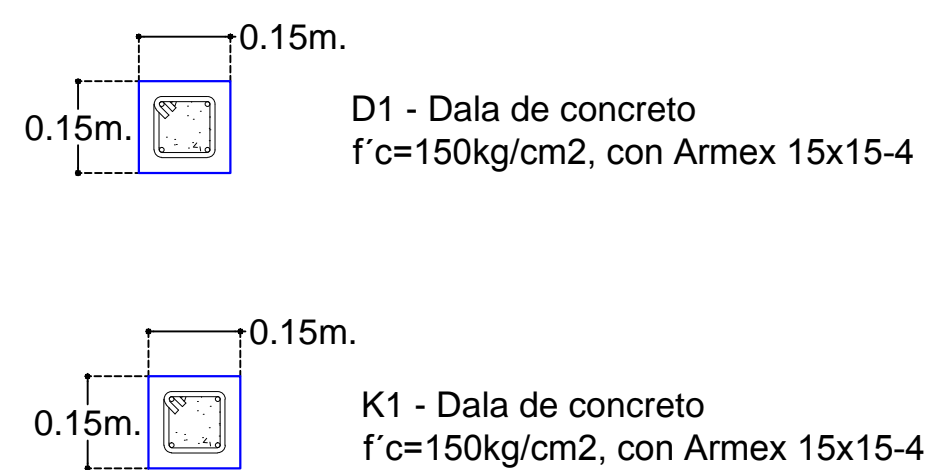 0.15m.
0.15m.
D1 - Dala de concreto
f´c=150kg/cm2, con Armex 15x15-4
0.15m.
0.15m.
K1 - Dala de concreto
f´c=150kg/cm2, con Armex 15x15-4